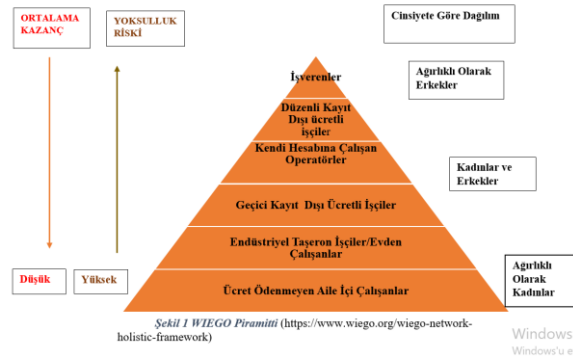 ORTALAMA
KAZANÇ
YOKSULLUK
RİSKİ
Cinsiyete Göre Dağılım
İşverenler
Ağırlıklı Olarak
Erkekler
Düzenli Kayıt
Dışı ücretli
işçiler
Kendi Hesabına Çalışan
Operatörler
Kadınlar ve
Erkekler
Geçici Kayıt Dışı Ücretli İşçiler
Endüstriyel Taşeron İşçiler/Evden
Çalışanlar
Düşük
Yüksek
Ücret Ödenmeyen Aile İçi Çalışanlar
Ağırlıklı
Olarak
Kadınlar
Şekil 1 WIEGO Piramitti (https://www.wiego.org/wiego-network-
holistic-framework)
Windows
Windows'u e